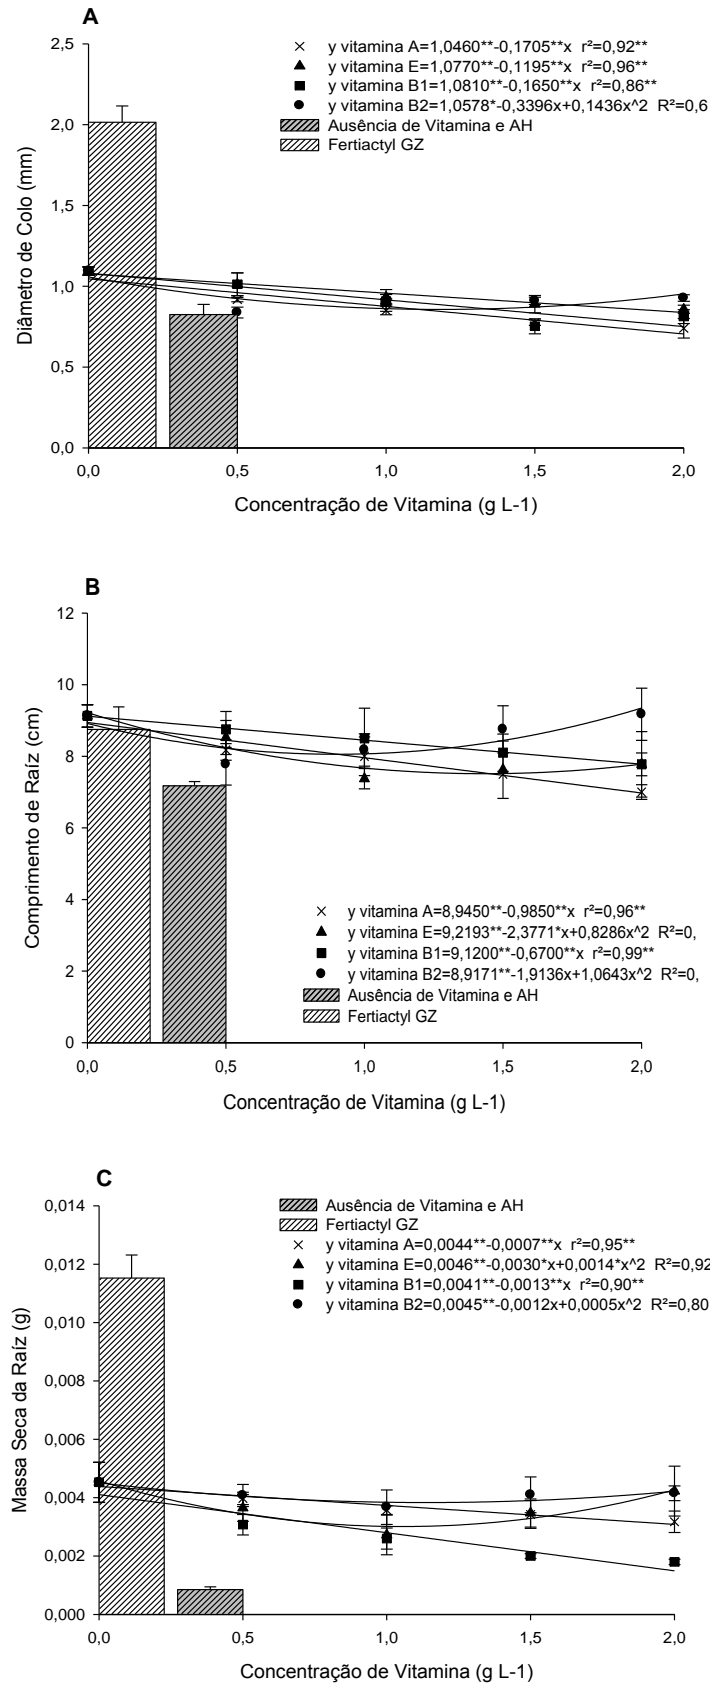 A
y vitamina A=1,0460**-0,1705**x r²=0,92**
y vitamina E=1,0770**-0,1195**x r²=0,96**
y vitamina B1=1,0810**-0,1650**x r²=0,86**
y vitamina B2=1,0578*-0,3396x+0,1436x^2 R²=0,6
Ausência de Vitamina e AH
Fertiactyl GZ
Diâmetro de Colo (mm)
2,5
2,0
1,5
1,0
0,5
0,0
0,0 0,5 1,0 1,5 2,0
Concentração de Vitamina (g L-1)
B
Comprimento de Raíz (cm)
12
10
8
6
4
2
0
y vitamina A=8,9450**-0,9850**x r²=0,96**
y vitamina E=9,2193**-2,3771*x+0,8286x^2 R²=0,
y vitamina B1=9,1200**-0,6700**x r²=0,99**
y vitamina B2=8,9171**-1,9136x+1,0643x^2 R²=0,
Ausência de Vitamina e AH
Fertiactyl GZ
0,0 0,5 1,0 1,5 2,0
Concentração de Vitamina (g L-1)
C
Ausência de Vitamina e AH
Fertiactyl GZ
y vitamina A=0,0044**-0,0007**x r²=0,95**
y vitamina E=0,0046**-0,0030*x+0,0014*x^2 R²=0,92
y vitamina B1=0,0041**-0,0013**x r²=0,90**
y vitamina B2=0,0045**-0,0012x+0,0005x^2 R²=0,80
Massa Seca da Raíz (g)
0,014
0,012
0,010
0,008
0,006
0,004
0,002
0,000
0,0 0,5 1,0 1,5 2,0
Concentração de Vitamina (g L-1)